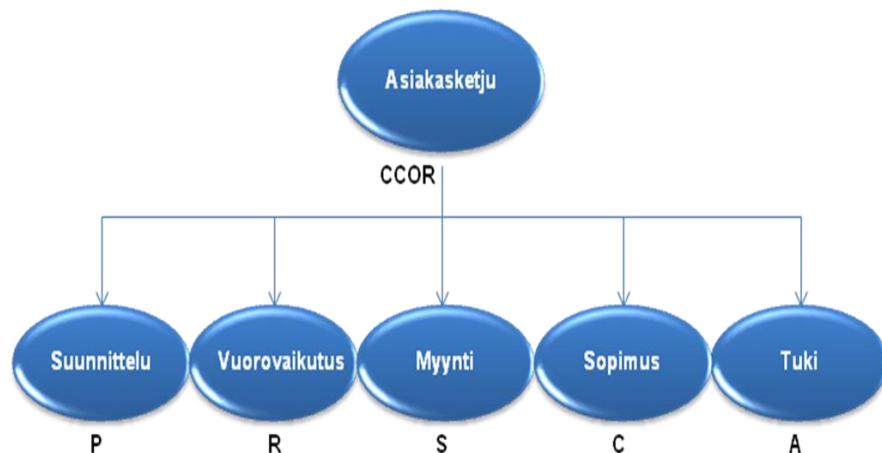 Asiakasketju
CCOR
Suunnittelu
Vuorovaikutus
Myynti
Sopimus
Tuki
P
R
S
C
A